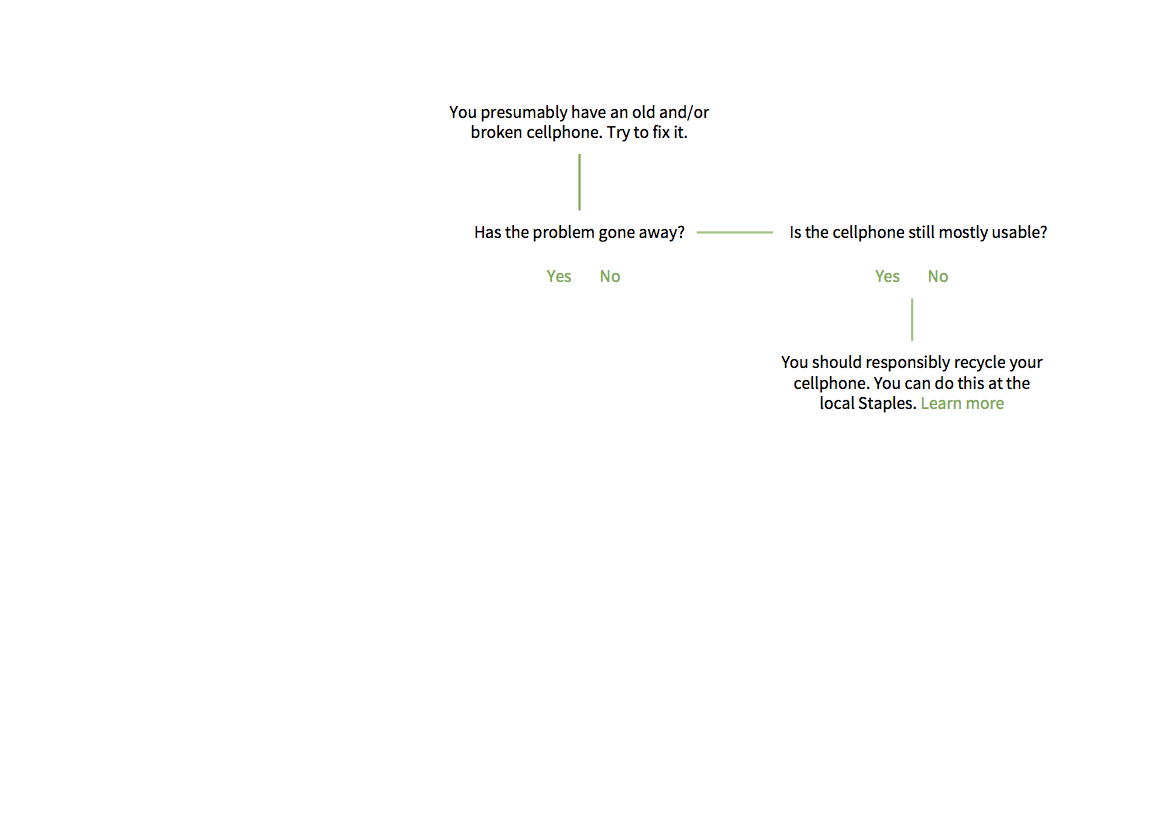 You presumably have an old and/or
broken cellphone. Try to fix it.
Has the problem gone away?
Yes No
Is the cellphone still mostly usable?
Yes No
You should responsibly recycle your
cellphone. You can do this at the
local Staples. Learn more